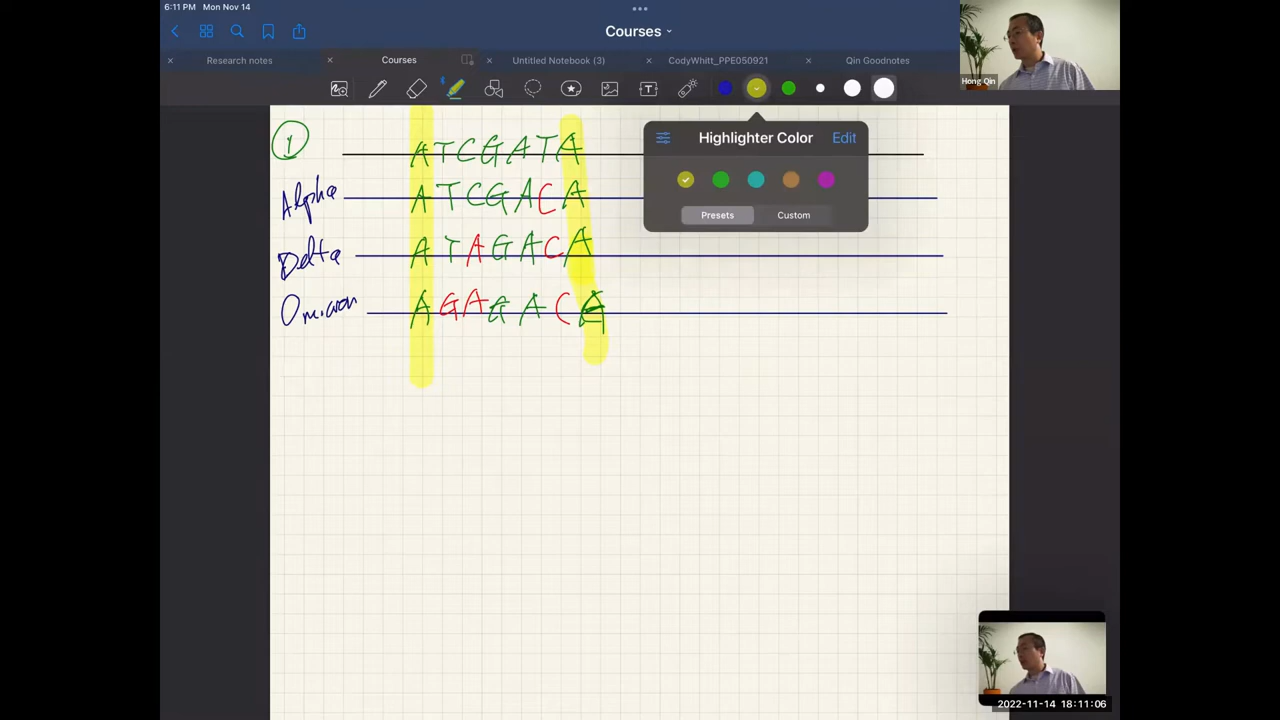 6:11 PM Mon Nov 14
Courses
Research notes
Courses
Untitled Notebook (3)
CodyWhitt_PPE050921
Qin Goodnotes
Hong Qin
Highlighter Color
Edit
Presets
Custom
1 ATCGATA
Alpha ATCGACA
Delta ATAGACA
Omicron AGAGACA
2022-11-14 18:11:06